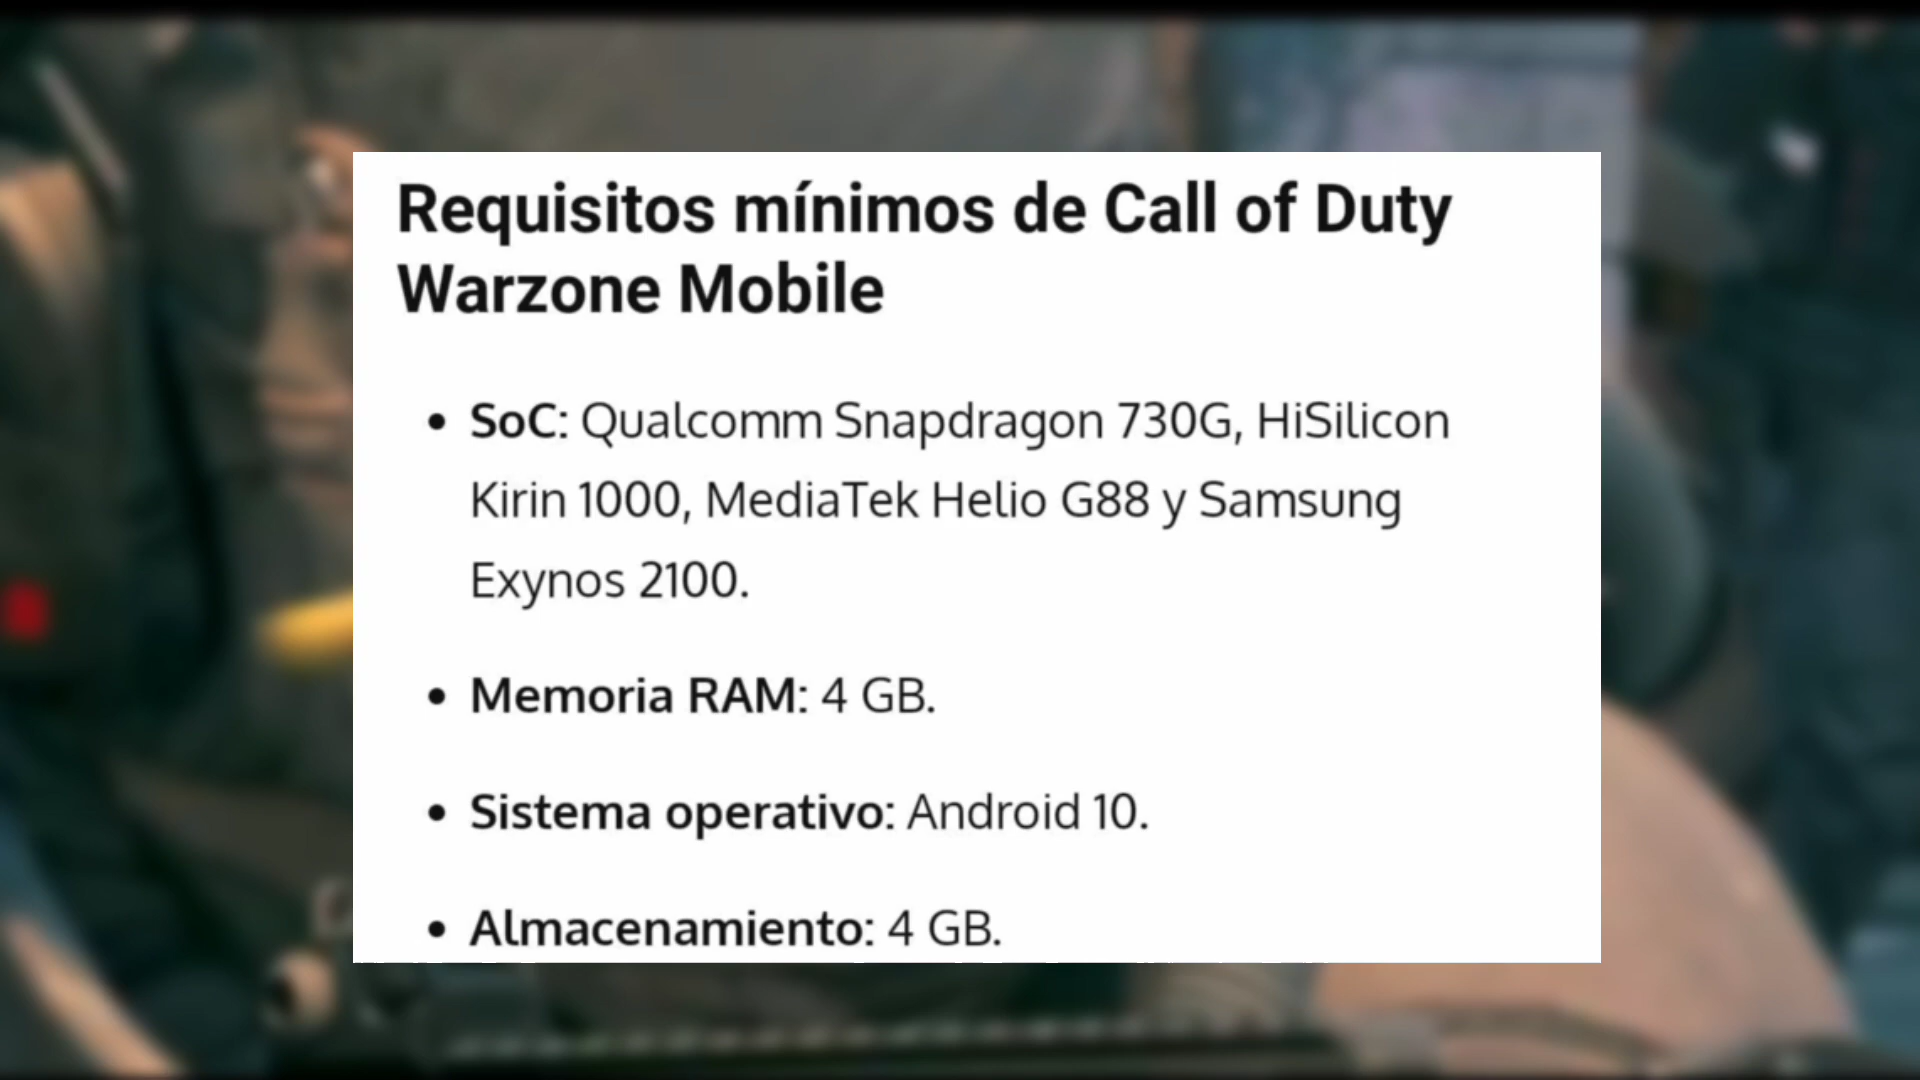 Requisitos mínimos de Call of Duty
Warzone Mobile
• SoC: Qualcomm Snapdragon 730G, HiSilicon
Kirin 1000, MediaTek Helio G88 y Samsung
Exynos 2100.
• Memoria RAM: 4 GB.
• Sistema operativo: Android 10.
• Almacenamiento: 4 GB.